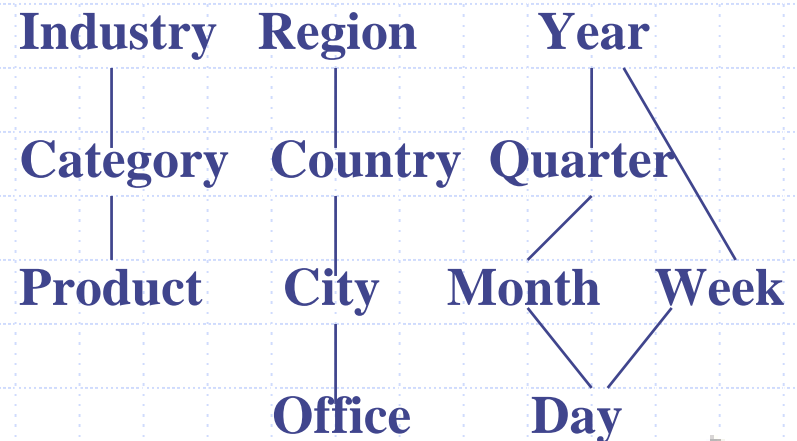 Industry Region Year
Category Country Quarter
Product City Month Week
Office Day